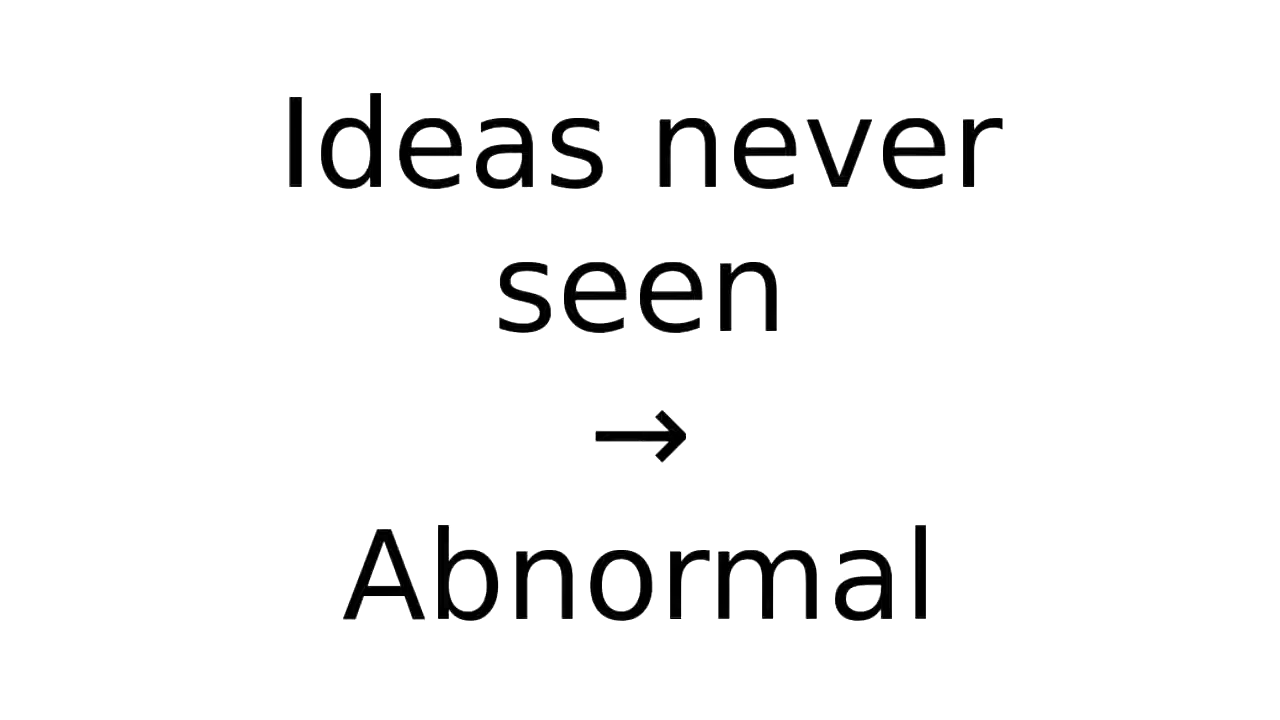 Ideas never
seen
→
Abnormal